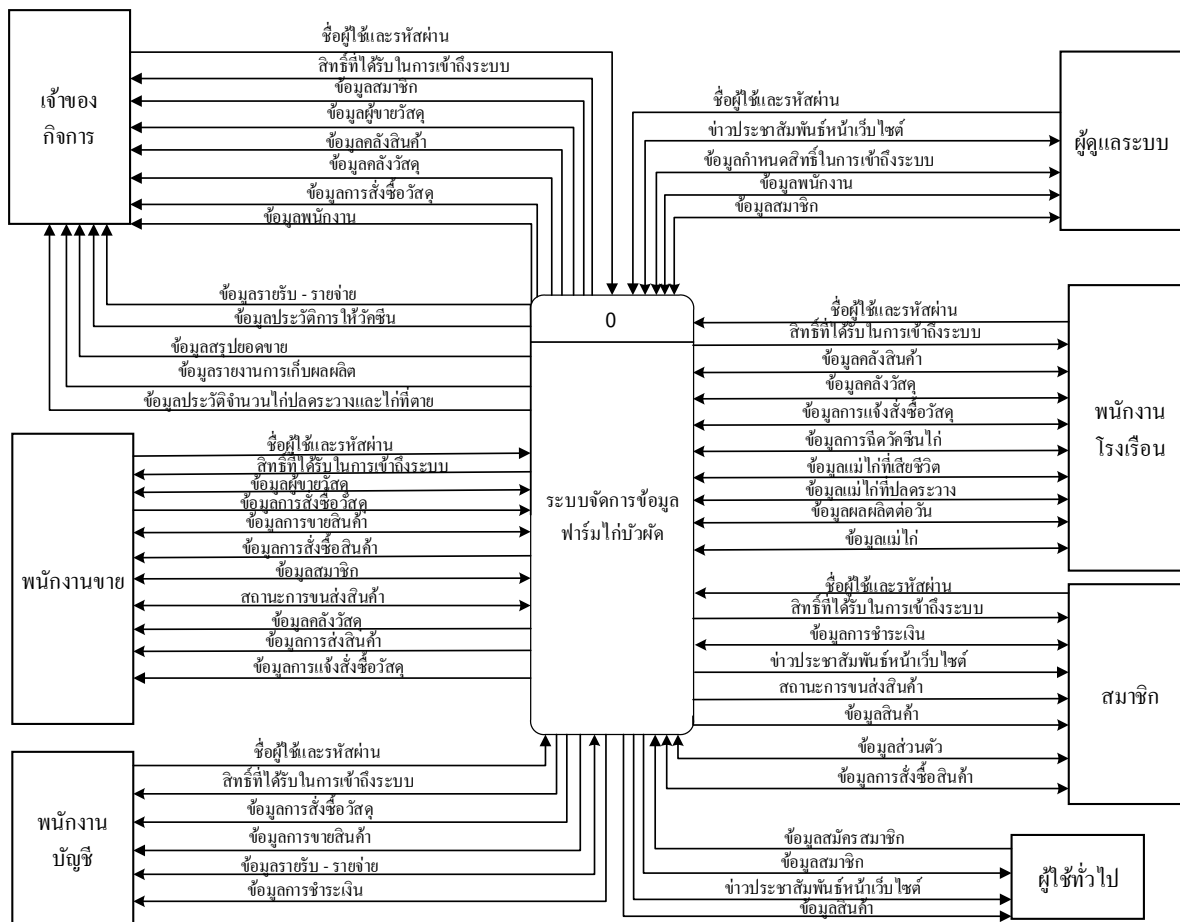 เจ้าของ
กิจการ
ชื่อผู้ใช้และรหัสผ่าน
สิทธิ์ที่ได้รับในการเข้าถึงระบบ
ข้อมูลสมาชิก
ข้อมูลผู้ขายวัสดุ
ข้อมูลคลังสินค้า
ข้อมูลคลังวัสดุ
ข้อมูลการสั่งซื้อวัสดุ
ข้อมูลพนักงาน
ข้อมูลรายรับ - รายจ่าย
ข้อมูลประวัติการให้วัคซีน
ข้อมูลสรุปยอดขาย
ข้อมูลรายงานการเก็บผลผลิต
ข้อมูลประวัติจำนวนไก่ปลดระวางและไก่ที่ตาย
ชื่อผู้ใช้และรหัสผ่าน
ข่าวประชาสัมพันธ์หน้าเว็บไซต์
ข้อมูลกำหนดสิทธิ์ในการเข้าถึงระบบ
ข้อมูลพนักงาน
ข้อมูลสมาชิก
ผู้ดูแลระบบ
0
ระบบจัดการข้อมูล
ฟาร์มไก่บัวผัด
ชื่อผู้ใช้และรหัสผ่าน
สิทธิ์ที่ได้รับในการเข้าถึงระบบ
ข้อมูลคลังสินค้า
ข้อมูลคลังวัสดุ
ข้อมูลการแจ้งสั่งซื้อวัสดุ
ข้อมูลการฉีดวัคซีนไก่
ข้อมูลแม่ไก่ที่เสียชีวิต
ข้อมูลแม่ไก่ที่ปลดระวาง
ข้อมูลผลผลิตต่อวัน
ข้อมูลแม่ไก่
พนักงาน
โรงเรือน
พนักงานขาย
ชื่อผู้ใช้และรหัสผ่าน
สิทธิ์ที่ได้รับในการเข้าถึงระบบ
ข้อมูลผู้ขายวัสดุ
ข้อมูลการสั่งซื้อวัสดุ
ข้อมูลการขายสินค้า
ข้อมูลการสั่งซื้อสินค้า
ข้อมูลสมาชิก
สถานะการขนส่งสินค้า
ข้อมูลคลังวัสดุ
ข้อมูลการส่งสินค้า
ข้อมูลการแจ้งสั่งซื้อวัสดุ
ชื่อผู้ใช้และรหัสผ่าน
สิทธิ์ที่ได้รับในการเข้าถึงระบบ
ข้อมูลการชำระเงิน
ข่าวประชาสัมพันธ์หน้าเว็บไซต์
สถานะการขนส่งสินค้า
ข้อมูลสินค้า
ข้อมูลส่วนตัว
ข้อมูลการสั่งซื้อสินค้า
สมาชิก
พนักงาน
บัญชี
ชื่อผู้ใช้และรหัสผ่าน
สิทธิ์ที่ได้รับในการเข้าถึงระบบ
ข้อมูลการสั่งซื้อวัสดุ
ข้อมูลการขายสินค้า
ข้อมูลรายรับ - รายจ่าย
ข้อมูลการชำระเงิน
ข้อมูลสมัครสมาชิก
ข้อมูลสมาชิก
ข่าวประชาสัมพันธ์หน้าเว็บไซต์
ข้อมูลสินค้า
ผู้ใช้ทั่วไป